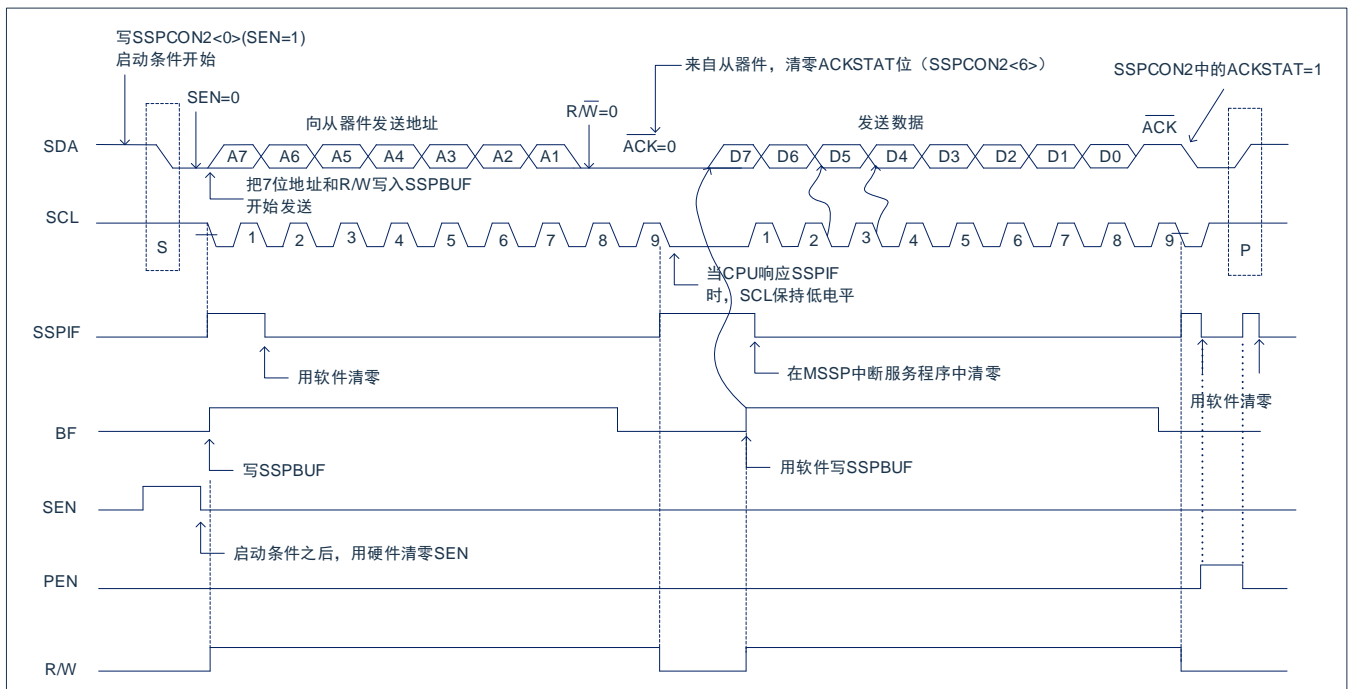 写SSPCON2<0>(SEN=1)
启动条件开始
来自从器件，清零ACKSTAT位（SSPCON2<6>）
SSPCON2中的ACKSTAT=1
SEN=0
向从器件发送地址
R/W=0
发送数据
ACK=0
ACK
SDA
A7 A6 A5 A4 A3 A2 A1
D7 D6 D5 D4 D3 D2 D1 D0
把7位地址和R/W写入SSPBUF
开始发送
SCL
S
1 2 3 4 5 6 7 8 9
1 2 3 4 5 6 7 8 9
P
当CPU响应SSPIF
时，SCL保持低电平
SSPIF
用软件清零
在MSSP中断服务程序中清零
用软件清零
BF
写SSPBUF
用软件写SSPBUF
SEN
启动条件之后，用硬件清零SEN
PEN
R/W